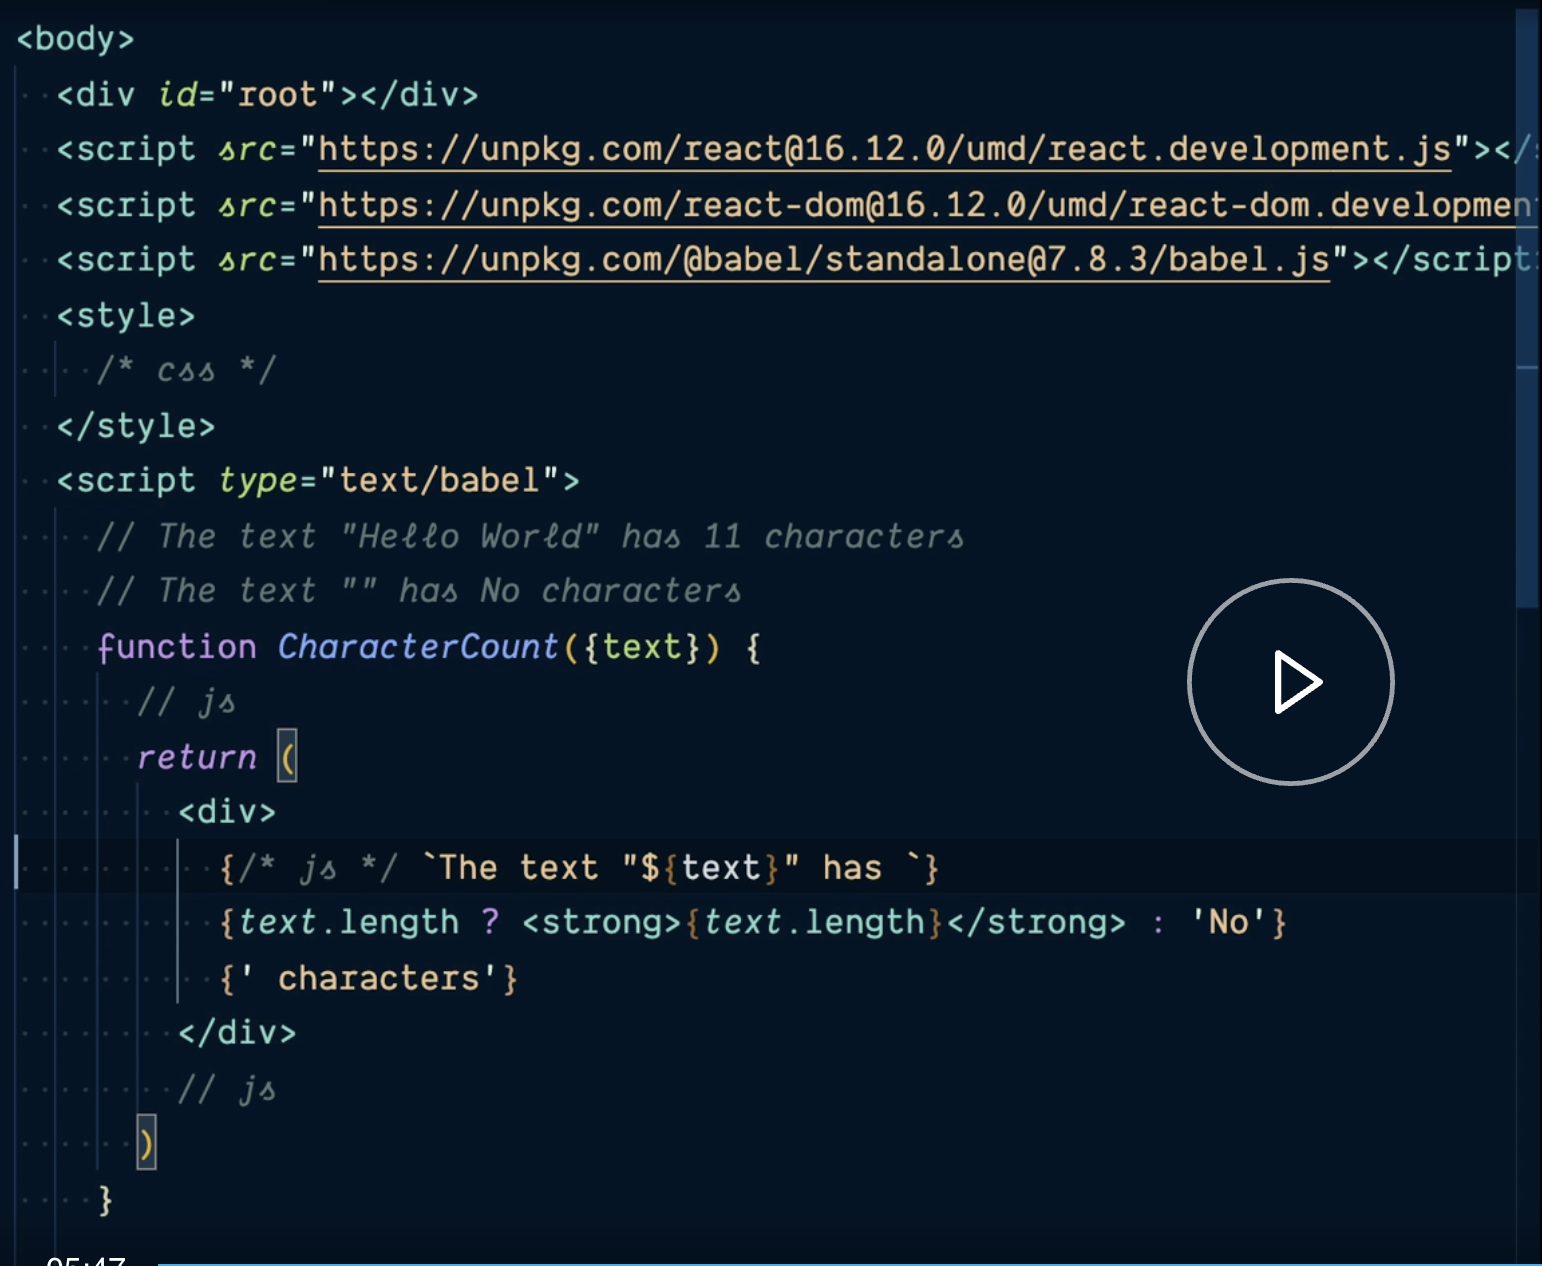 <body>
<div id="root"></div>
<script src="https://unpkg.com/react@16.12.0/umd/react.development.js"></
<script src="https://unpkg.com/react-dom@16.12.0/umd/react-dom.developmen
<script src="https://unpkg.com/@babel/standalone@7.8.3/babel.js"></script
<style>
/* css */
</style>
<script type="text/babel">
// The text "Hello World" has 11 characters
// The text "" has No characters
function CharacterCount({text}) {
// js
return (
<div>
{/* js */ `The text "${text}" has `}
{text.length ? <strong>{text.length}</strong> : 'No'}
{' characters'}
</div>
// js
)
}
05:47